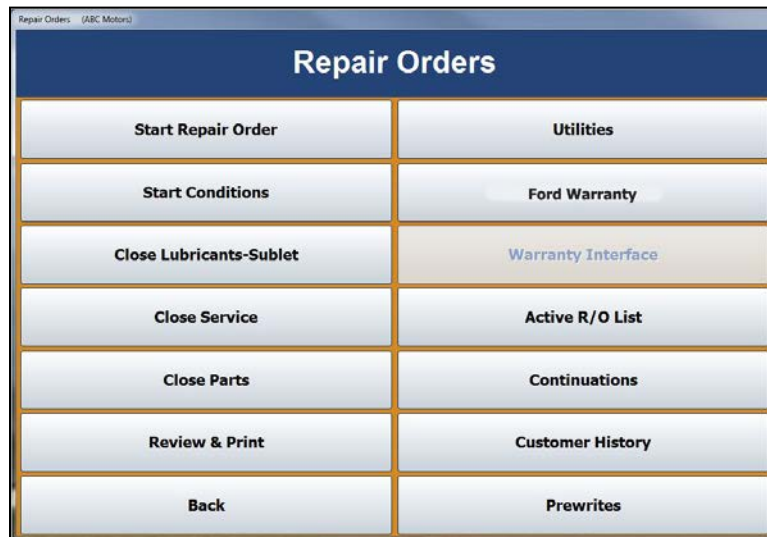 Repair Orders (ABC Motors)
Repair Orders
Start Repair Order
Utilities
Start Conditions
Ford Warranty
Close Lubricants-Sublet
Warranty Interface
Close Service
Active R/O List
Close Parts
Continuations
Review & Print
Customer History
Back
Prewrites